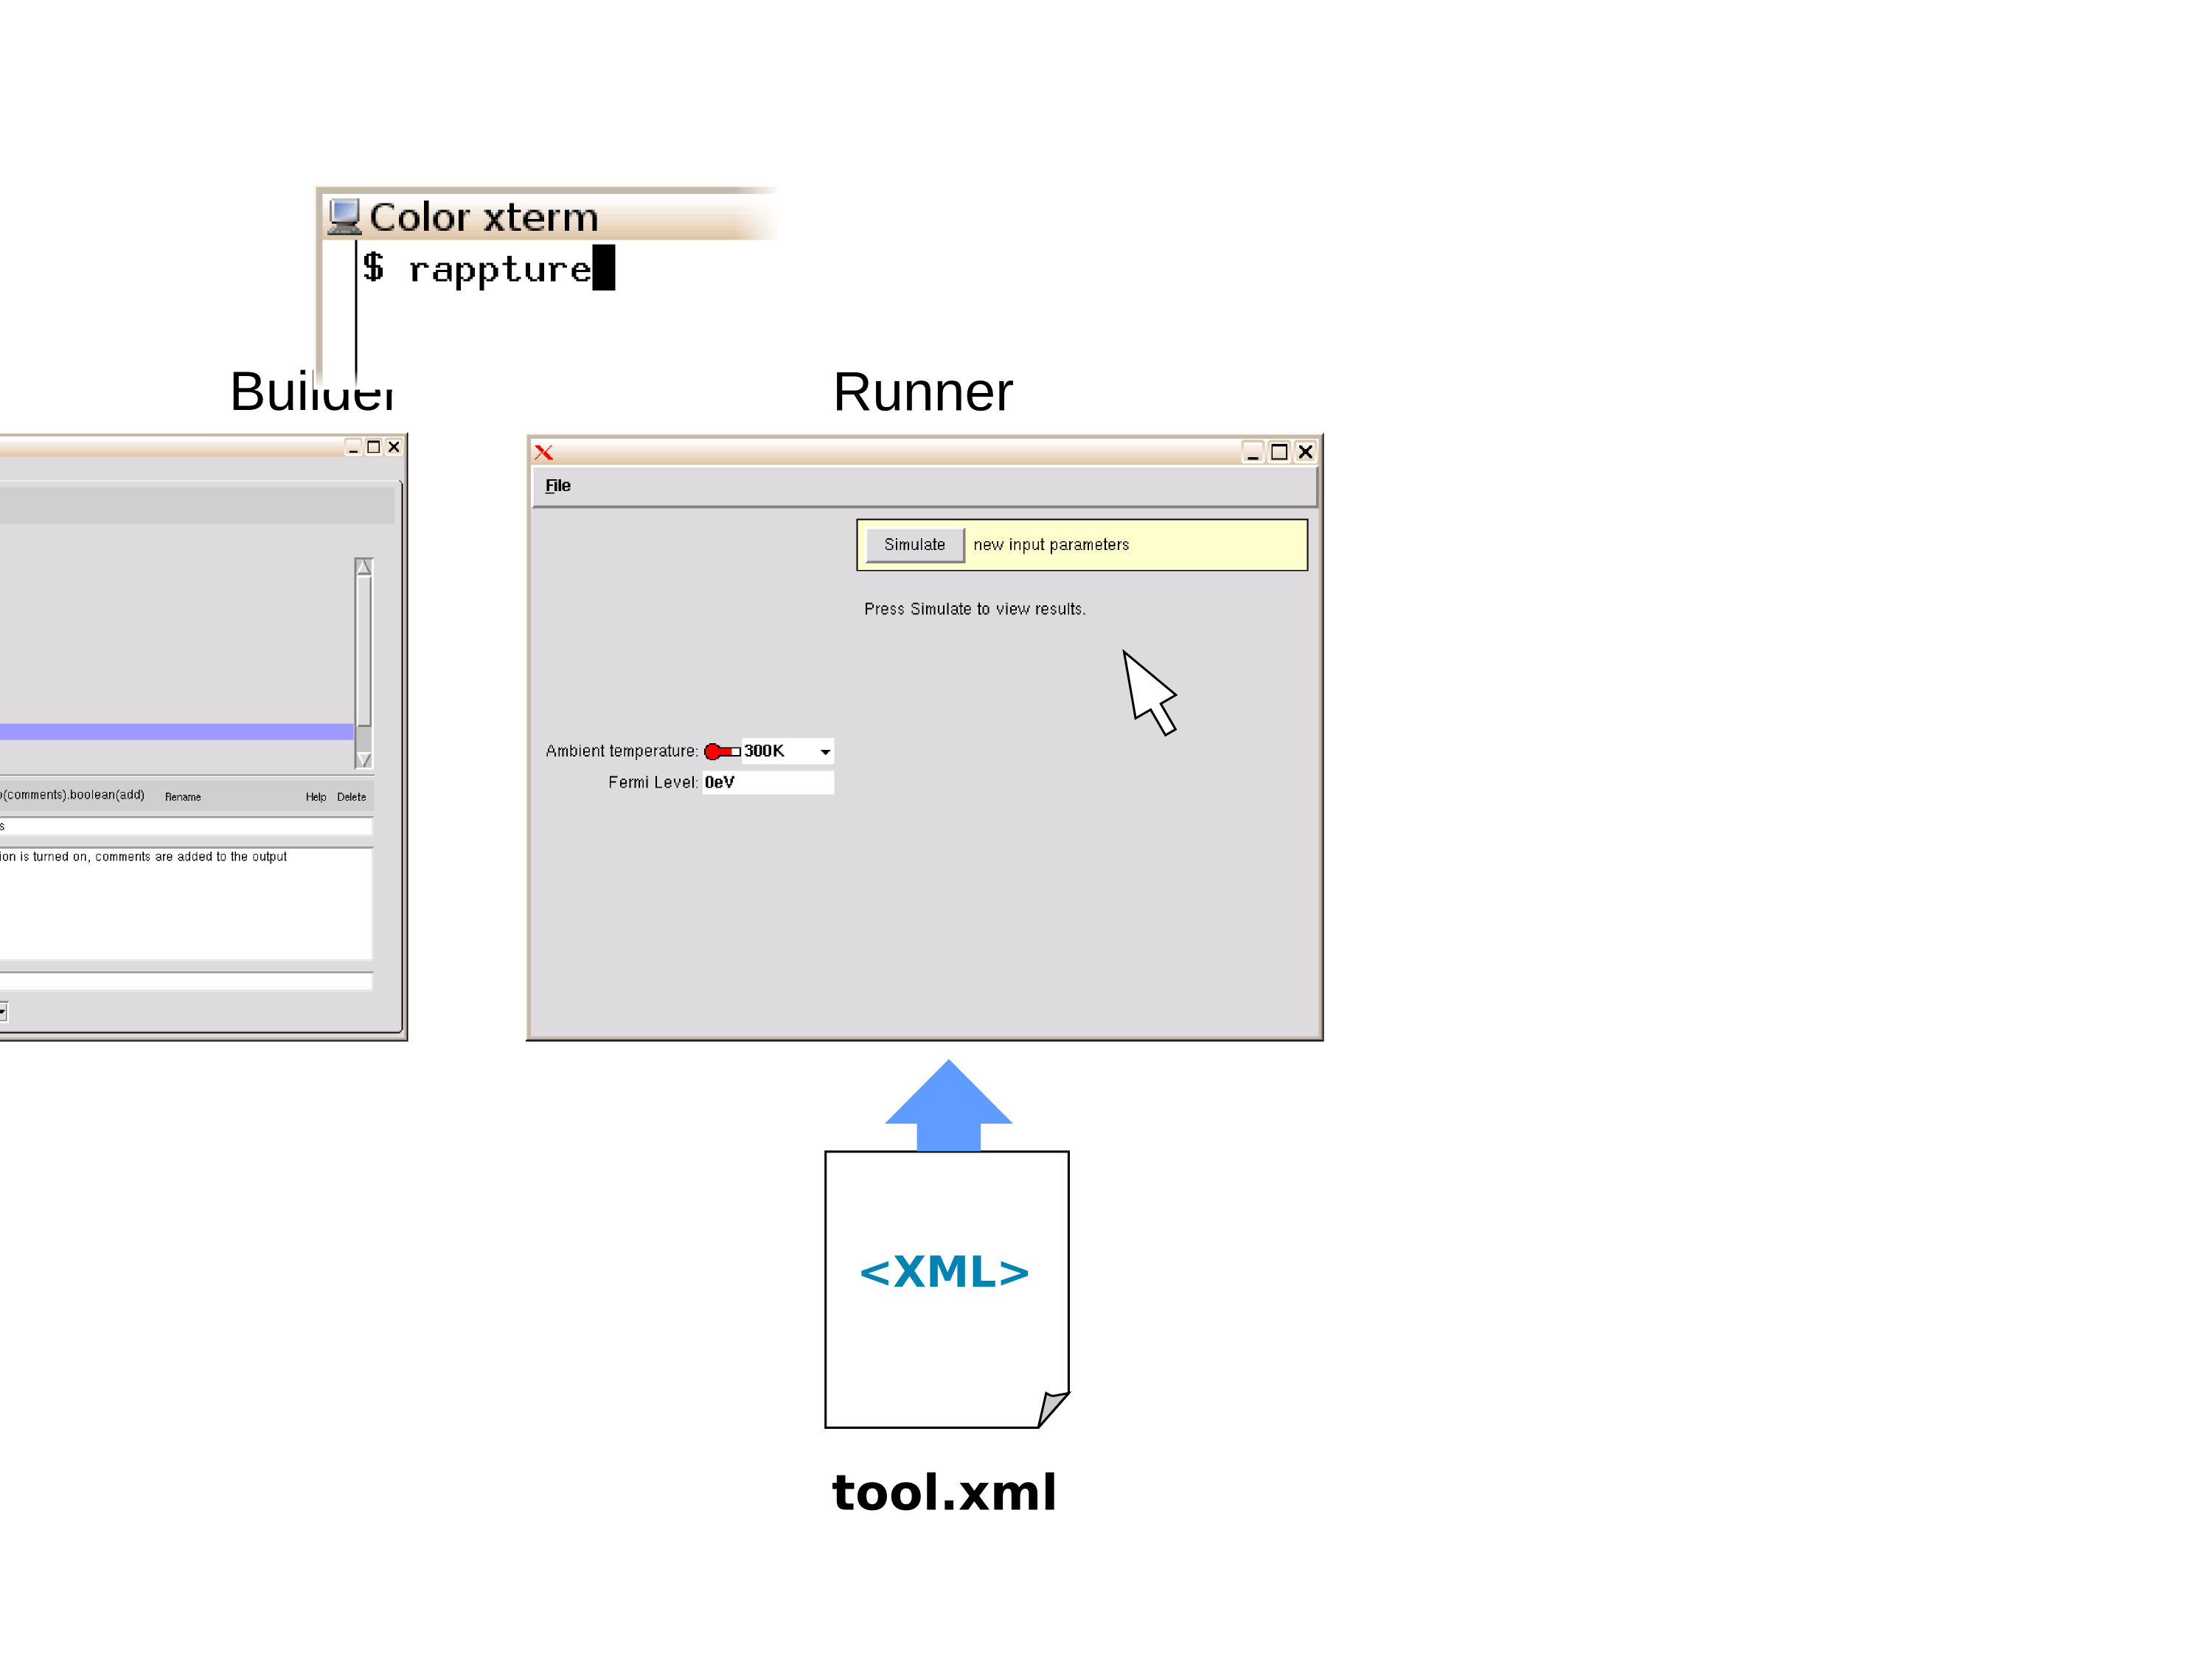 Color xterm
$ rappture
Builder
Runner
File
Simulate new input parameters
Press Simulate to view results.
Ambient temperature: 300K
Fermi Level: 0eV
(comments).boolean(add) Rename Help Delete
s
ion is turned on, comments are added to the output
<XML>
tool.xml